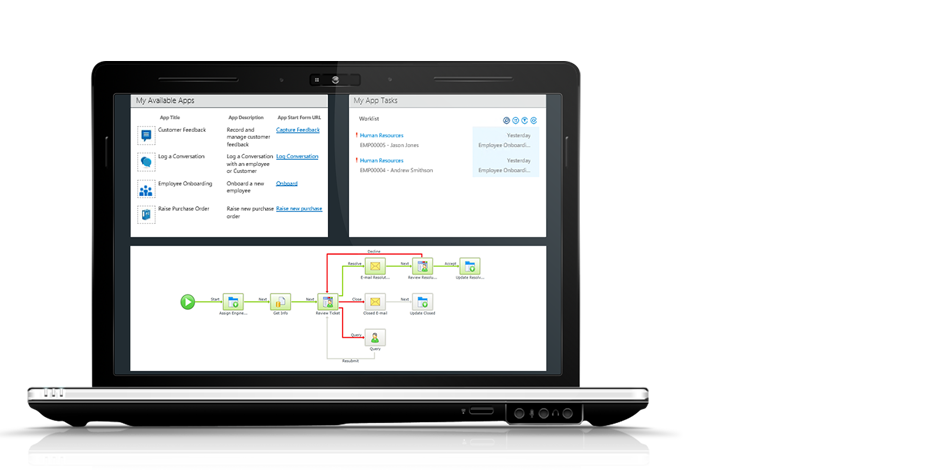 My Available Apps
App Title App Description App Start Form URL
Customer Feedback
Record and
manage customer
feedback
Capture Feedback
Log a Conversation
Log a Conversation
with an employee
or Customer
Log Conversation
Employee Onboarding
Onboard a new
employee
Onboard
Raise Purchase Order
Raise new purchase
order
Raise new purchase
My App Tasks
Worklist
! Human Resources
Yesterday
EMP00005 - Jason Jones
Employee Onboardi...
! Human Resources
Yesterday
EMP00004 - Andrew Smithson
Employee Onboardi...
Decline
Resolve
Next
Accept
E-mail Resolut...
Review Resolu...
Update Resolv...
Start
Next
Next
Close
Next
Assign Engine...
Get Info
Review Ticket
Closed E-mail
Update Closed
Query
Query
Resubmit